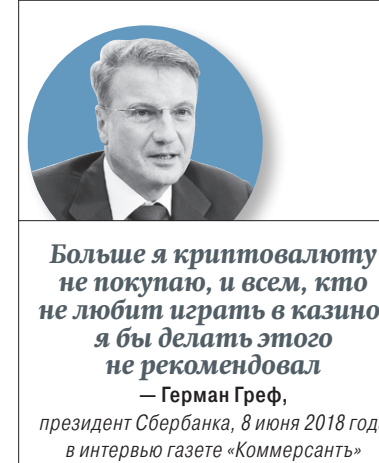 Больше я криптовалюту
не покупаю, и всем, кто
не любит играть в казино
я бы делать этого
не рекомендовал
— Герман Греф,
президент Сбербанка, 8 июня 2018 год
в интервью газете «Коммерсантъ»